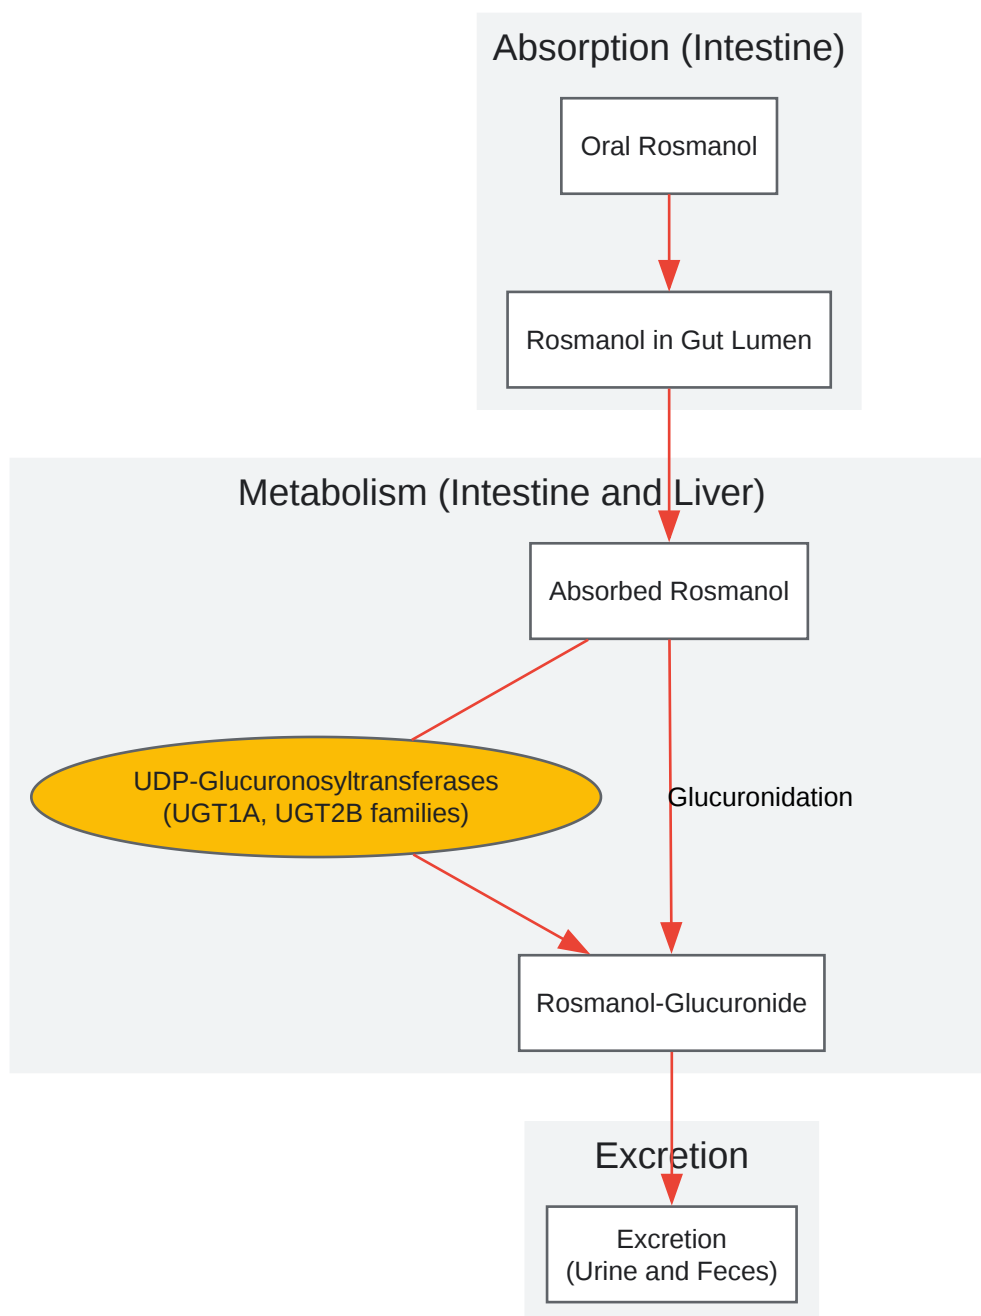 Absorption (Intestine)
Oral Rosmanol
Rosmanol in Gut Lumen
Metabolism (Intestine and Liver)
Absorbed Rosmanol
UDP-Glucuronosyltransferases
(UGT1A, UGT2B families)
Glucuronidation
Rosmanol-Glucuronide
Excretion
Excretion
(Urine and Feces)